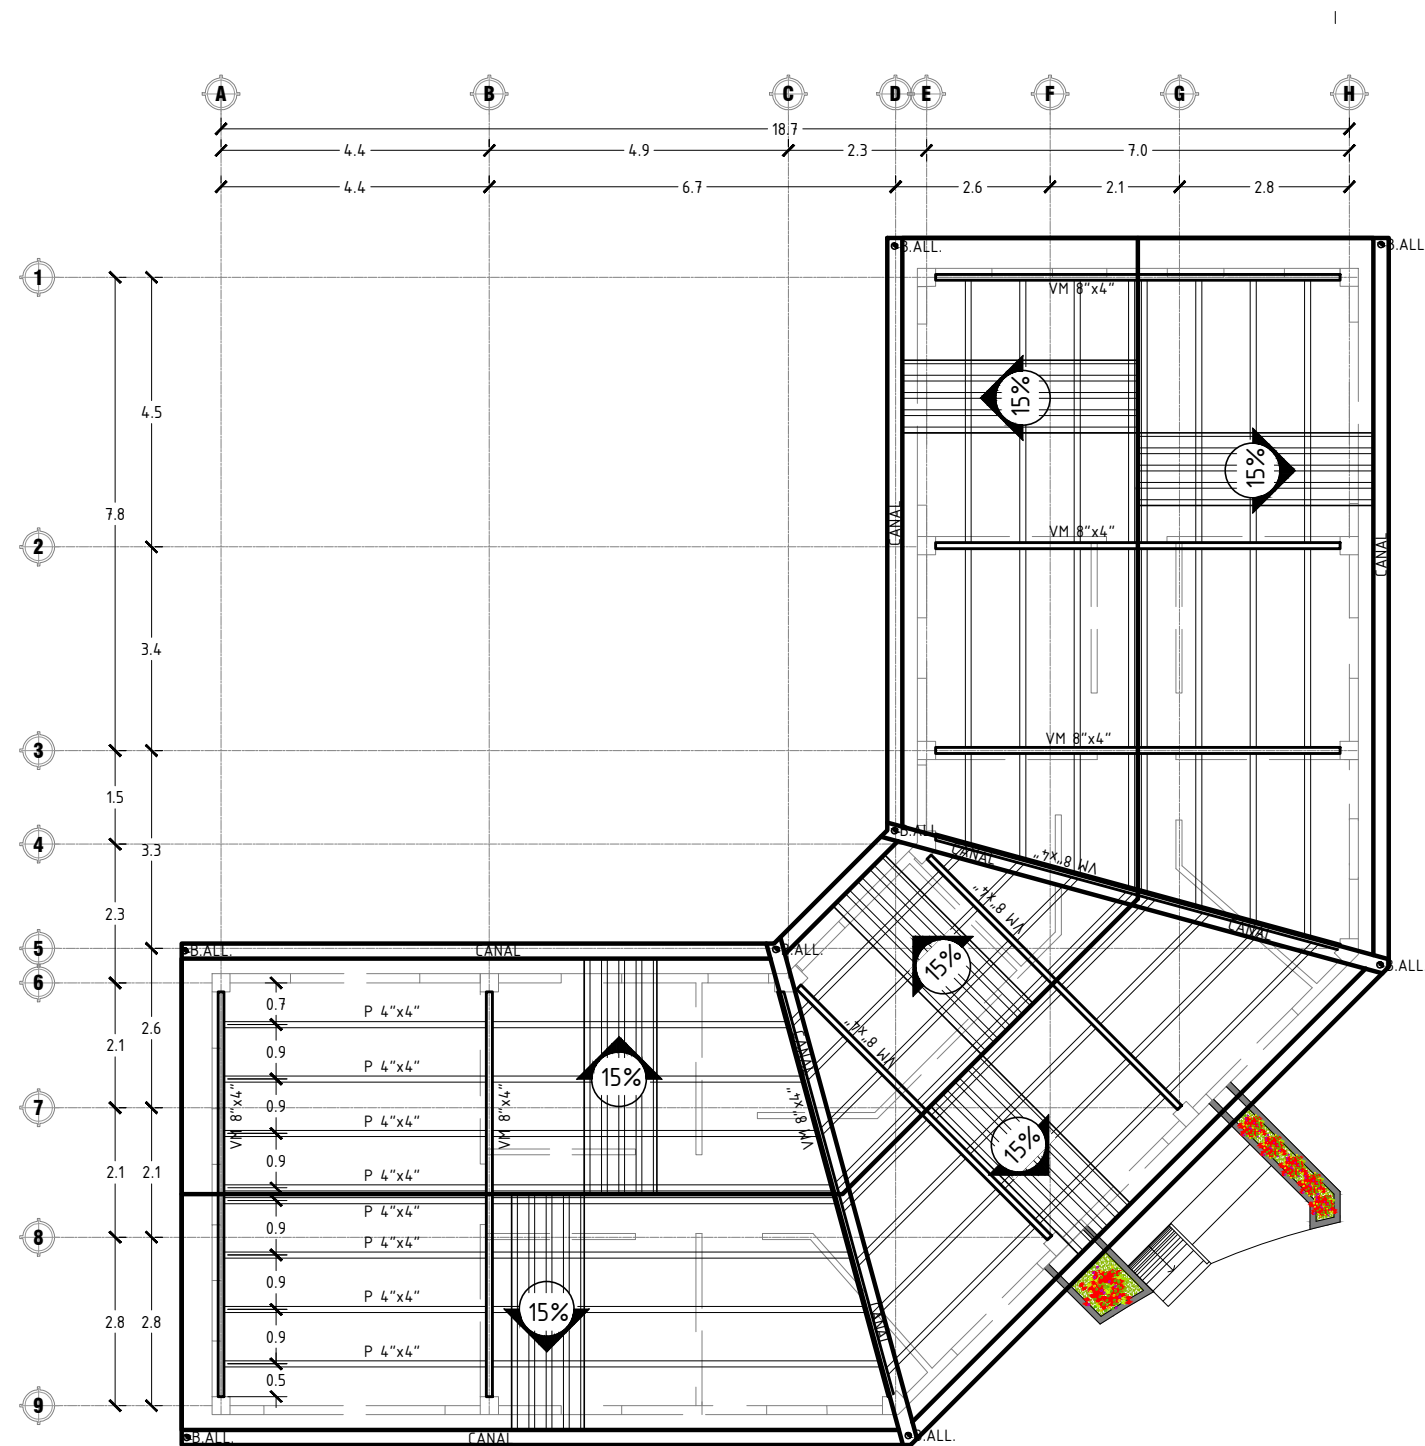 A B C D E F G H
18.7
4.4 4.9 2.3 7.0
4.4 6.7 2.6 2.1 2.8
B.ALL. B.ALL
1
VM 8"x4"
15%
4.5
15%
7.8
CANAL
2
VM 8"x4"
CANAL
3.4
3
VM 8"x4"
1.5
B.ALL.
4
3.3
CANAL
VM 8"x4"
VM 8"x4"
2.3
CANAL
5
B.ALL. CANAL B.ALL. B.ALL
15%
6
0.7
P 4"x4"
2.6
VM 8"x4"
CANAL
2.1
0.9
P 4"x4"
15%
7
0.9
P 4"x4"
VM 8"x4"
VM 8"x4"
VM 8"x4"
15%
2.1 2.1
0.9
P 4"x4"
P 4"x4"
8
0.9
P 4"x4"
0.9
P 4"x4"
15%
CANAL
2.8 2.8
0.9
P 4"x4"
0.5
9
B.ALL. CANAL B.ALL.